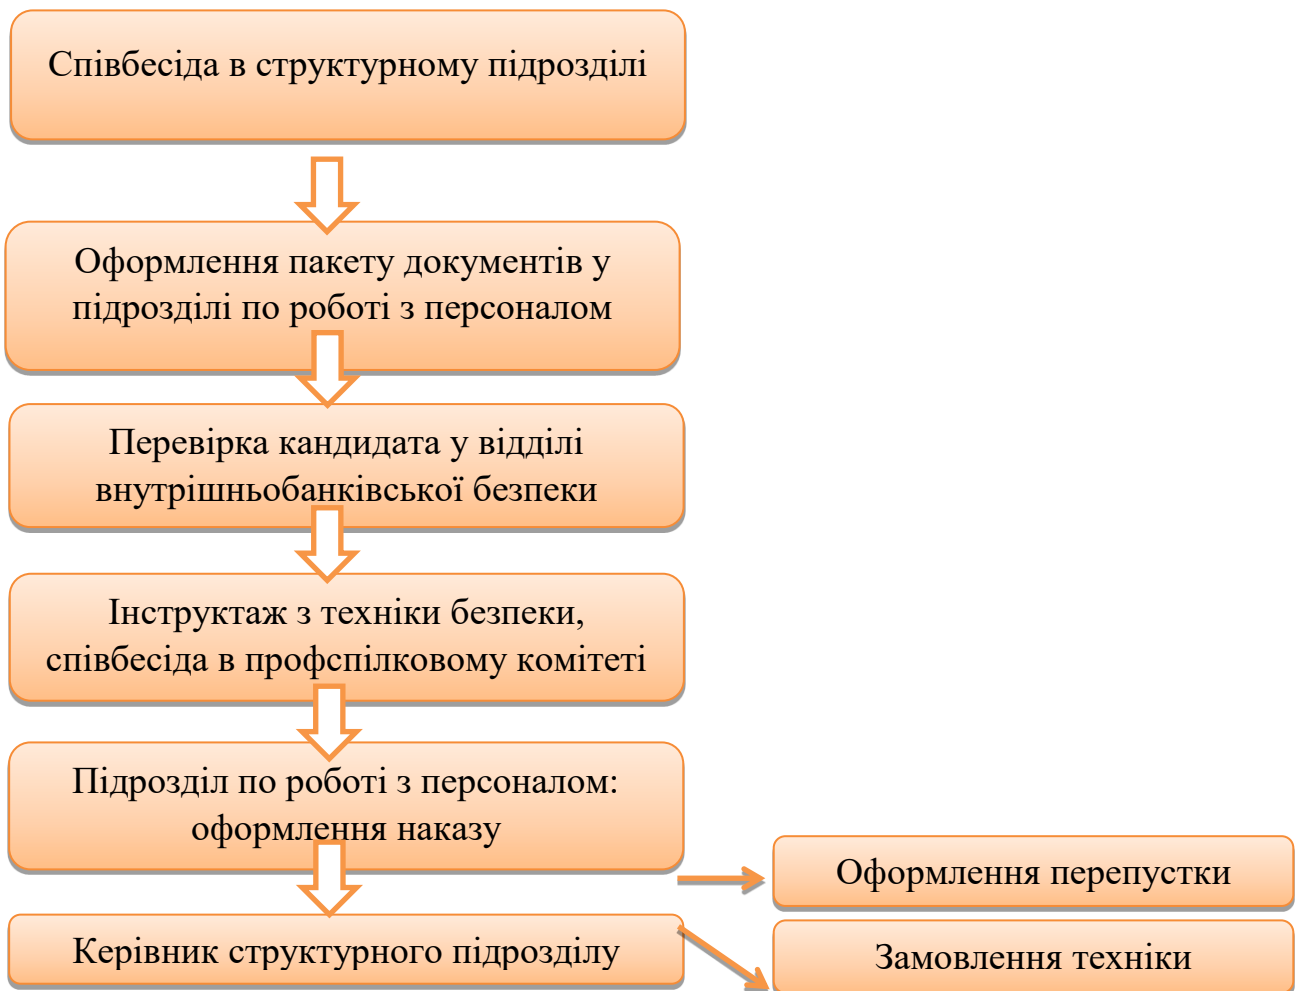 Співбесіда в структурному підрозділі
Оформлення пакету документів у
підрозділі по роботі з персоналом
Перевірка кандидата у відділі
внутрішньобанківської безпеки
Інструктаж з техніки безпеки,
співбесіда в профспілковому комітеті
Підрозділ по роботі з персоналом:
оформлення наказу
Оформлення перепустки
Керівник структурного підрозділу
Замовлення техніки